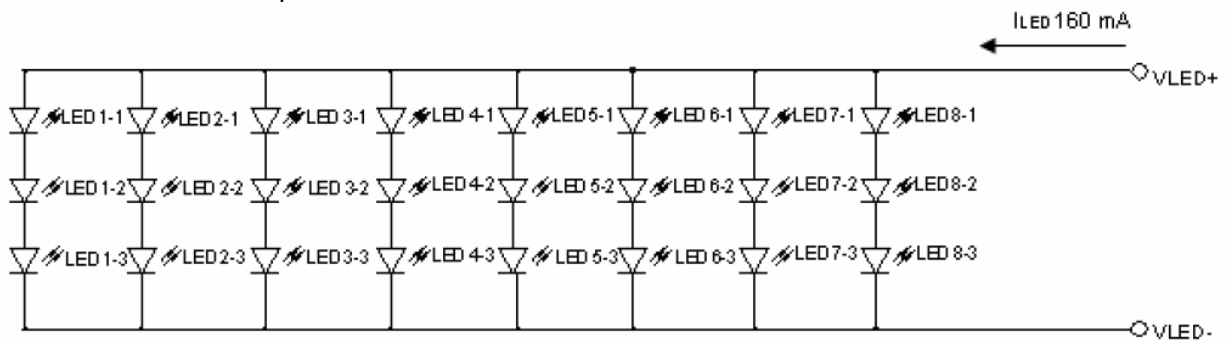 ILED 160 mA
VLED+
LED 1-1 LED 2-1 LED 3-1 LED 4-1 LED 5-1 LED 6-1 LED 7-1 LED 8-1
LED 1-2 LED 2-2 LED 3-2 LED 4-2 LED 5-2 LED 6-2 LED 7-2 LED 8-2
LED 1-3 LED 2-3 LED 3-3 LED 4-3 LED 5-3 LED 6-3 LED 7-3 LED 8-3
VLED-